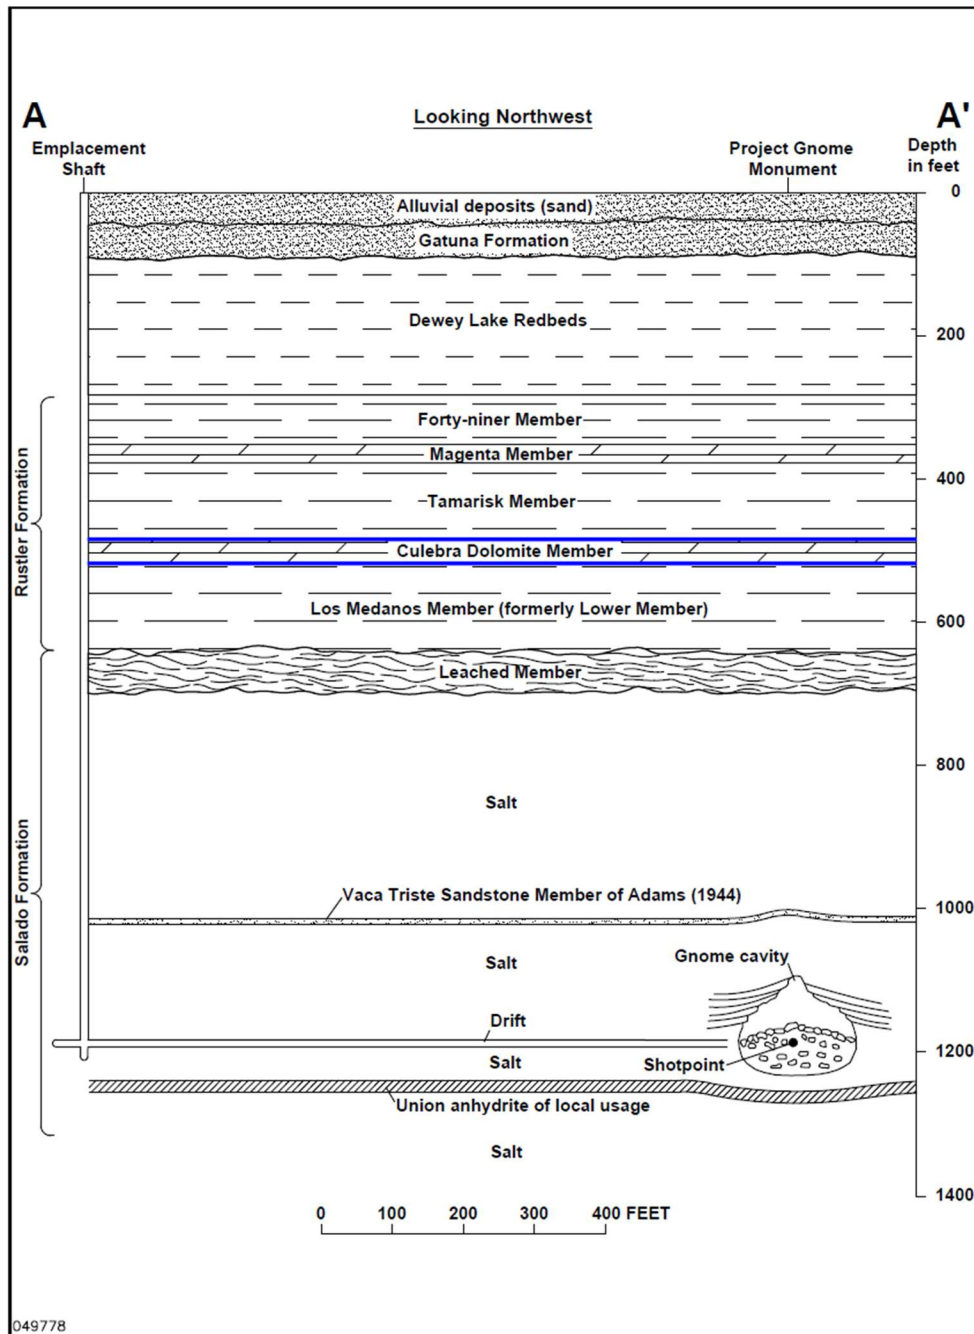 A
Looking Northwest
A'
Emplacement
Shaft
Project Gnome
Monument
Depth
in feet
0
Alluvial deposits (sand)
Gatuna Formation
Dewey Lake Redbeds
200
Forty-niner Member
Magenta Member
400
Tamarisk Member
Rustler Formation
Culebra Dolomite Member
Los Medanos Member (formerly Lower Member)
600
Leached Member
800
Salt
Vaca Triste Sandstone Member of Adams (1944)
1000
Salado Formation
Salt
Gnome cavity
Drift
1200
Salt
Shotpoint
Union anhydrite of local usage
Salt
1400
0 100 200 300 400 FEET
049778